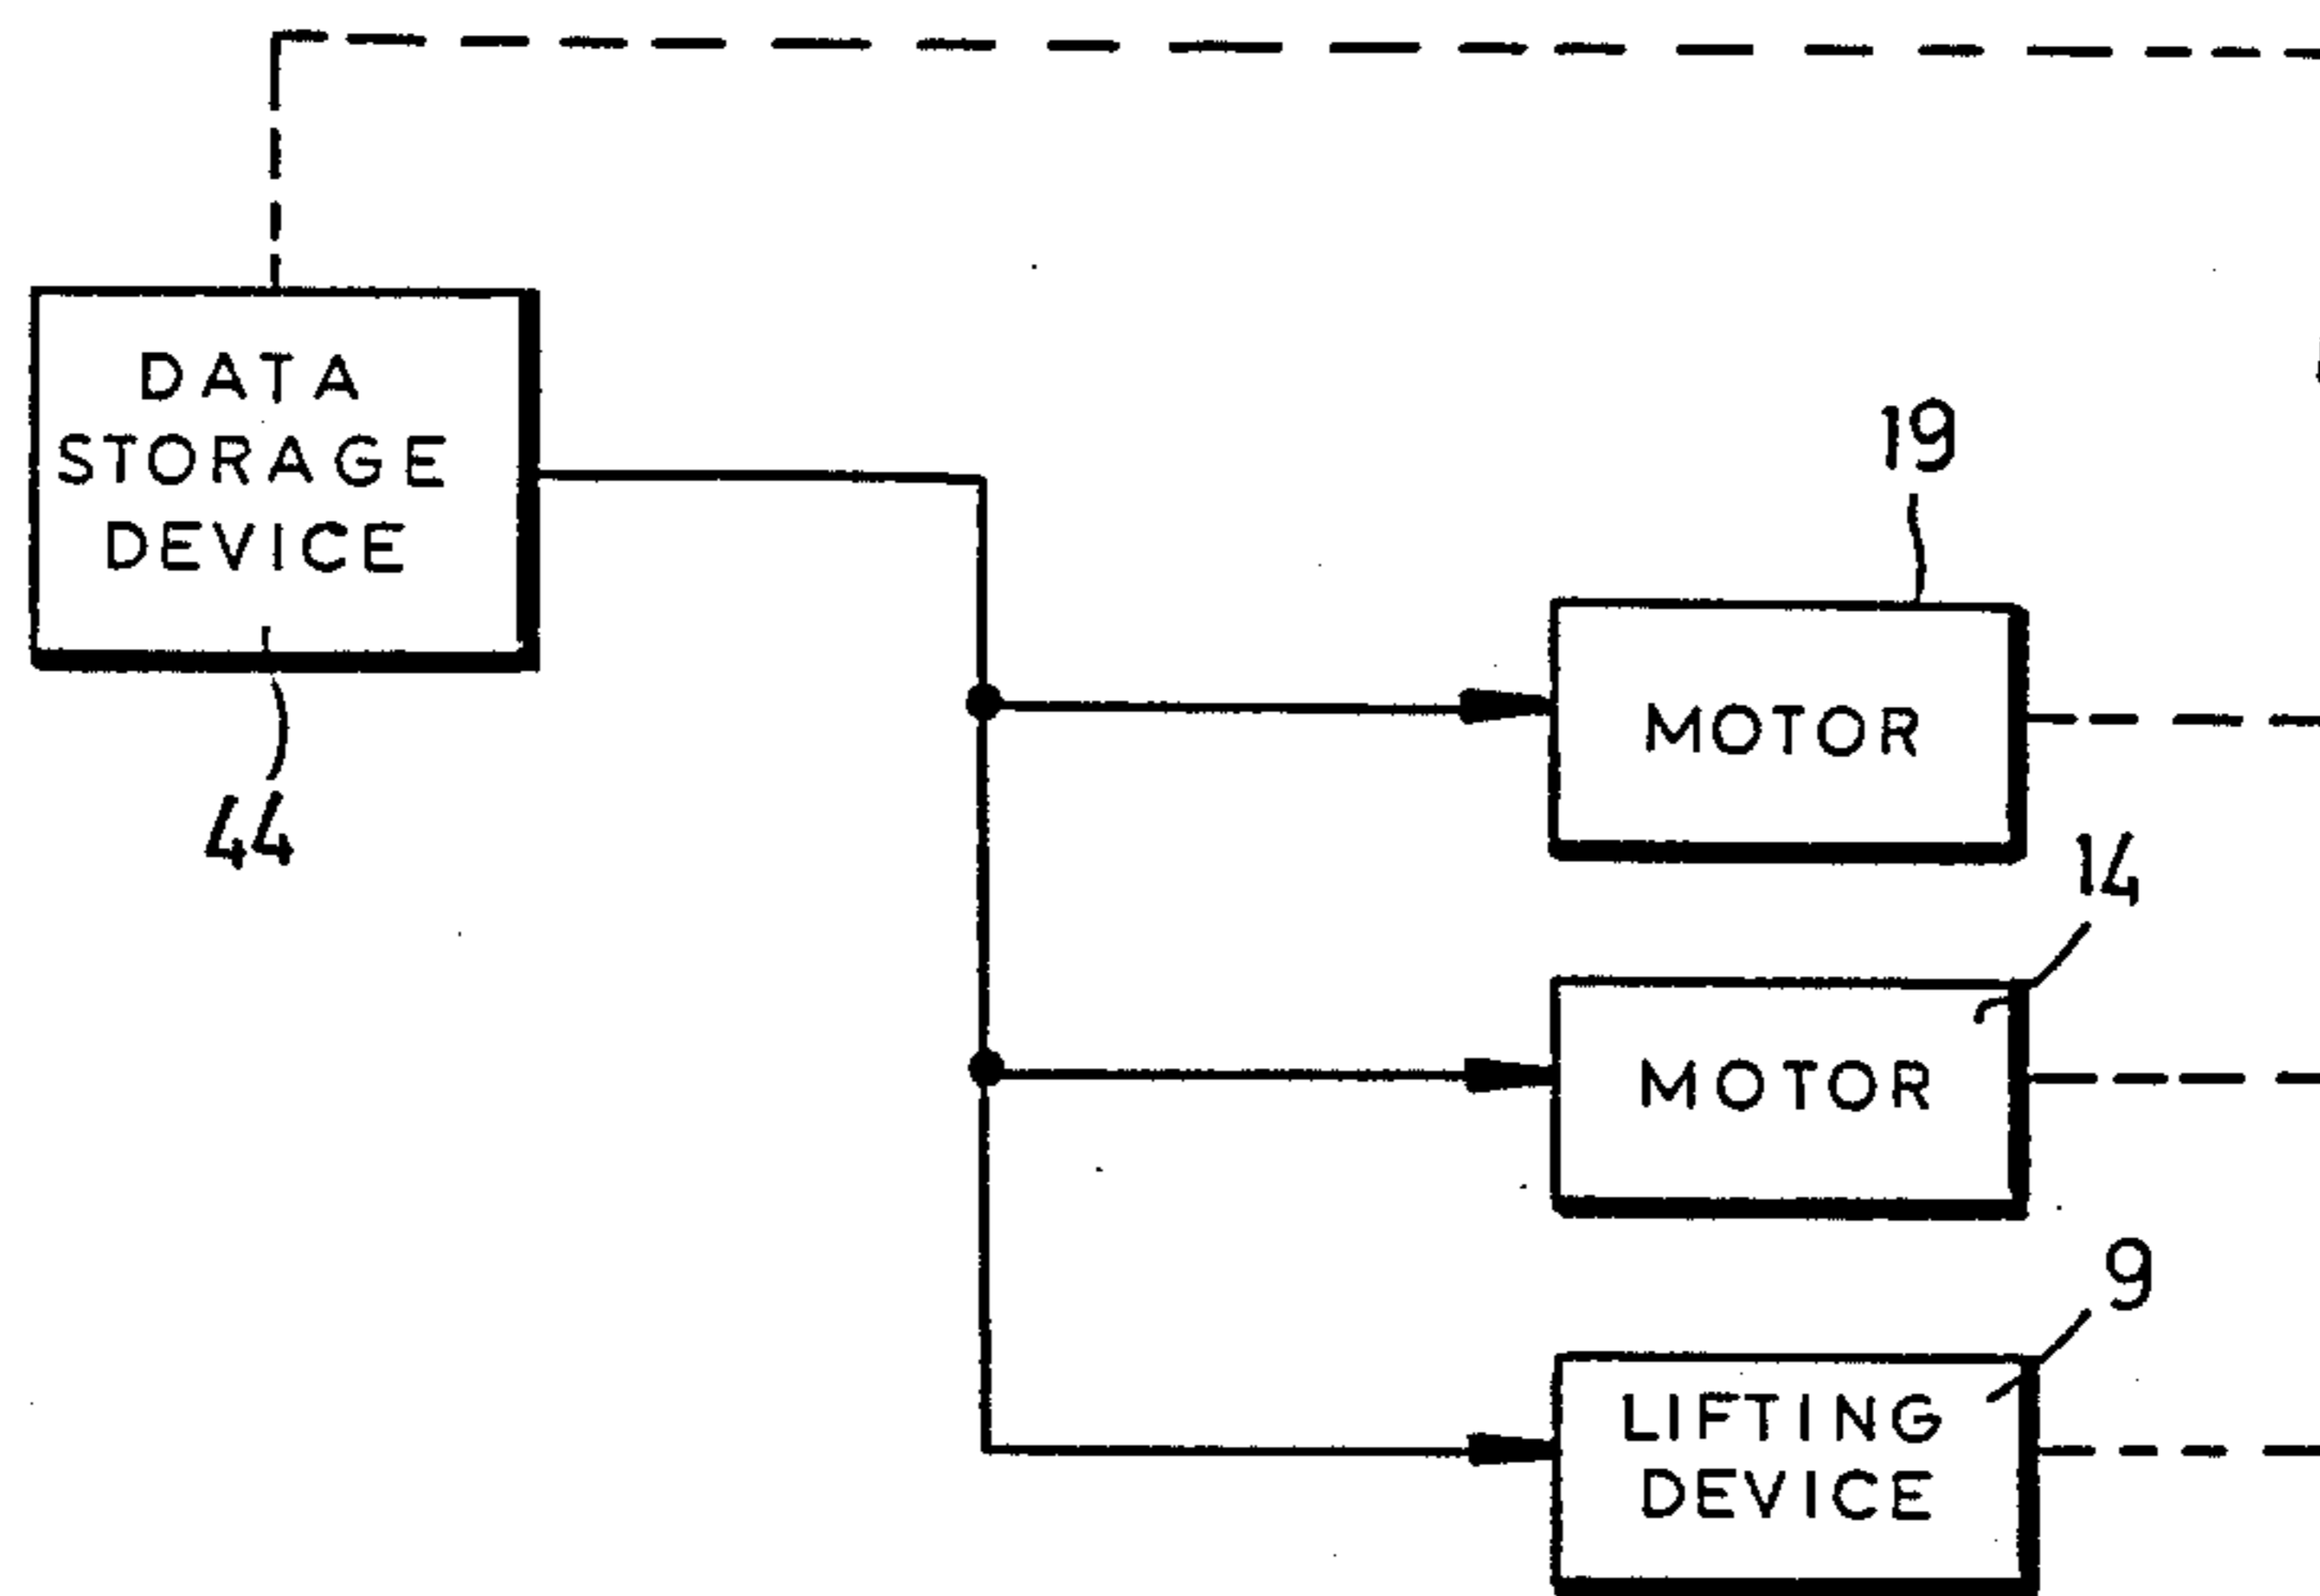 DATA
STORAGE
DEVICE
44
19
MOTOR
14
MOTOR
9
LIFTING
DEVICE